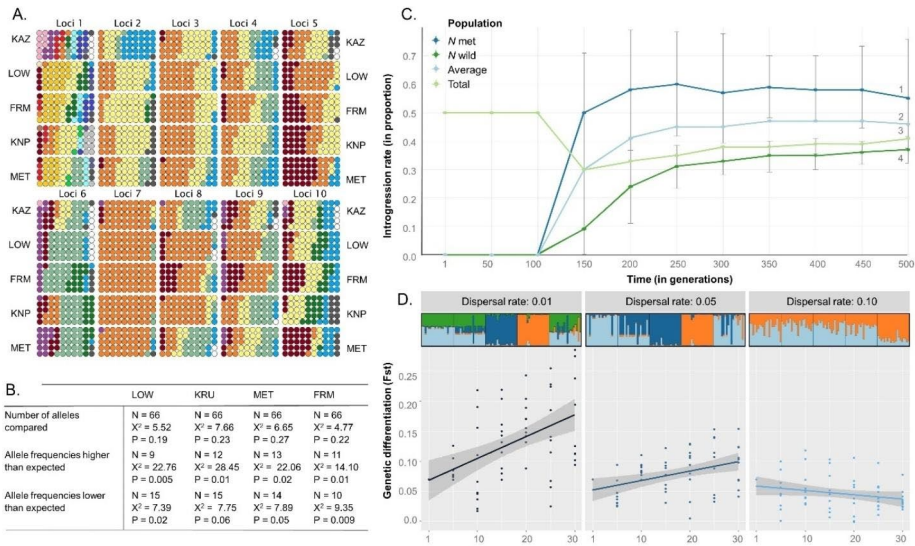 A.
Loci 1 Loci 2 Loci 3 Loci 4 Loci 5
KAZ KAZ
LOW LOW
FRM FRM
KNP KNP
MET MET
Loci 6 Loci 7 Loci 8 Loci 9 Loci 10
KAZ KAZ
LOW LOW
FRM FRM
KNP KNP
MET MET
B.
LOW KRU MET FRM
Number of alleles N = 66 N = 66 N = 66 N = 66
compared X² = 5.52 X² = 7.66 X² = 6.65 X² = 4.77
P = 0.19 P = 0.23 P = 0.27 P = 0.22
Allele frequencies higher N = 9 N = 12 N = 13 N = 11
than expected X² = 22.76 X² = 28.45 X² = 22.06 X² = 14.10
P = 0.005 P = 0.01 P = 0.02 P = 0.01
Allele frequencies lower N = 15 N = 15 N = 14 N = 10
than expected X² = 7.39 X² = 7.75 X² = 7.89 X² = 9.35
P = 0.02 P = 0.06 P = 0.05 P = 0.009
C.
Population
N met
N wild
Average
Total
Introgression rate (in proportion)
0.7
0.6
0.5
0.4
0.3
0.2
0.1
0.0
1
2
3
4
1 50 100 150 200 250 300 350 400 450 500
Time (in generations)
D.
Dispersal rate: 0.01 Dispersal rate: 0.05 Dispersal rate: 0.10
Genetic differentiation (Fst)
0.25
0.20
0.15
0.10
0.05
0.0
1 10 20 30 1 10 20 30 1 10 20 30